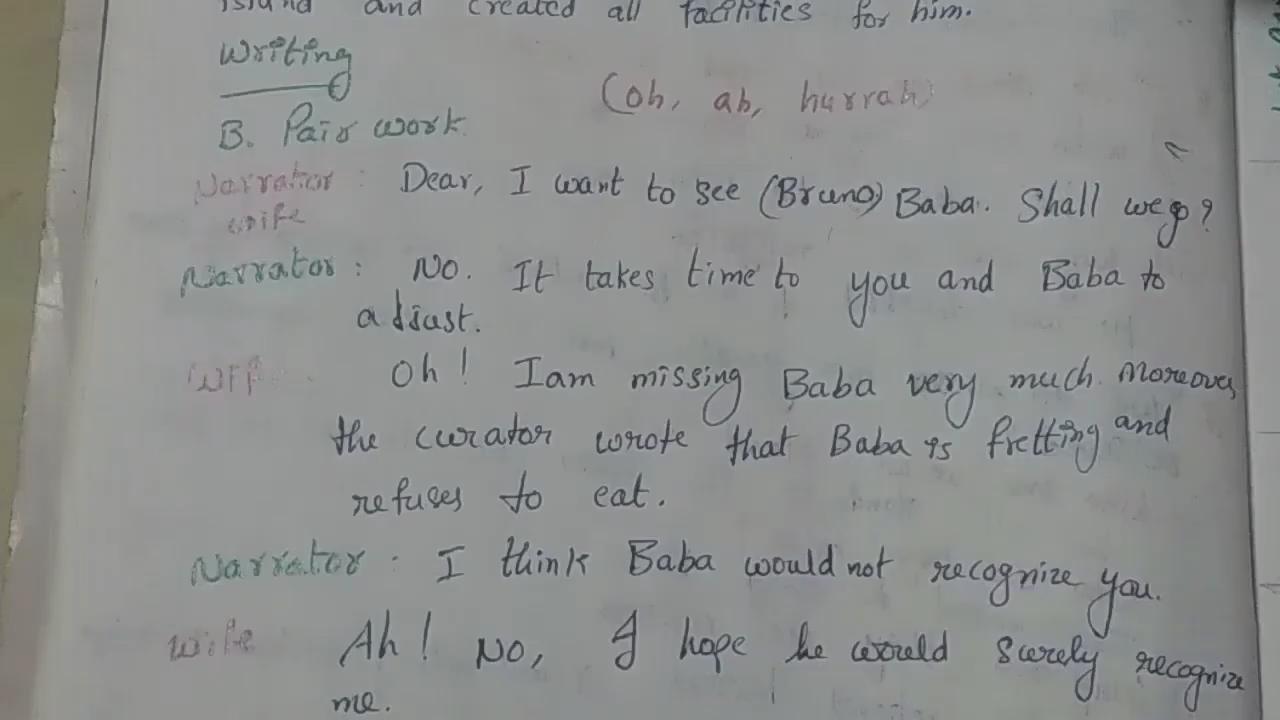 island and created all facilities for him.
Writing
(oh, ah, hurrah)
B. Pair work
Narrator : Dear, I want to see (Bruno) Baba. Shall we go?
wife
Narrator : No. It takes time to you and Baba to
adjust.
Oh! I am missing Baba very much. Moreover,
the curator wrote that Baba is fretting and
refuses to eat.
Narrator : I think Baba would not recognize you.
wife Ah! No, I hope he would surely recognize
me.